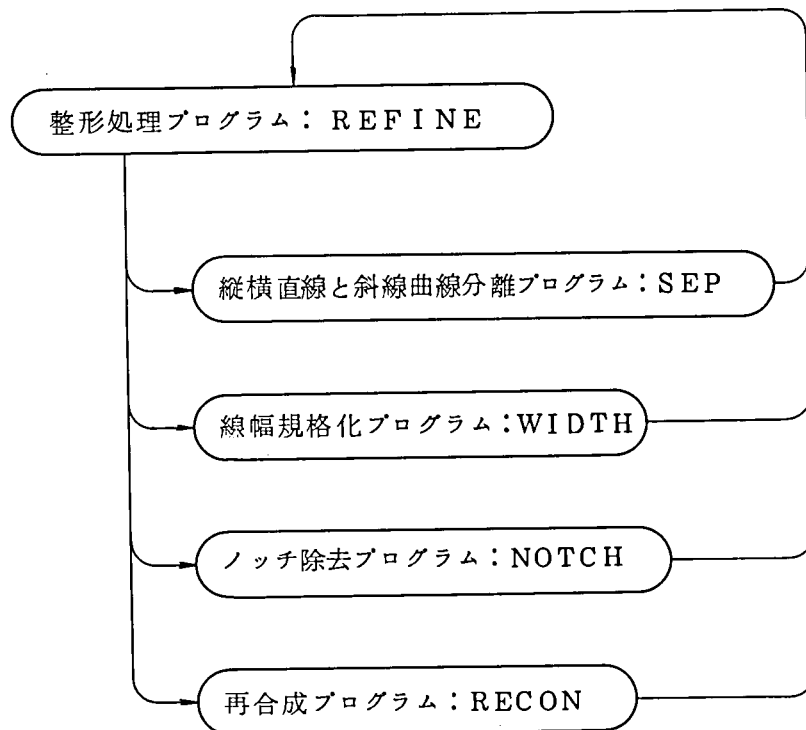 整形処理プログラム：REFINE
縦横直線と斜線曲線分離プログラム：SEP
線幅規格化プログラム：WIDTH
ノッチ除去プログラム：NOTCH
再合成プログラム：RECON